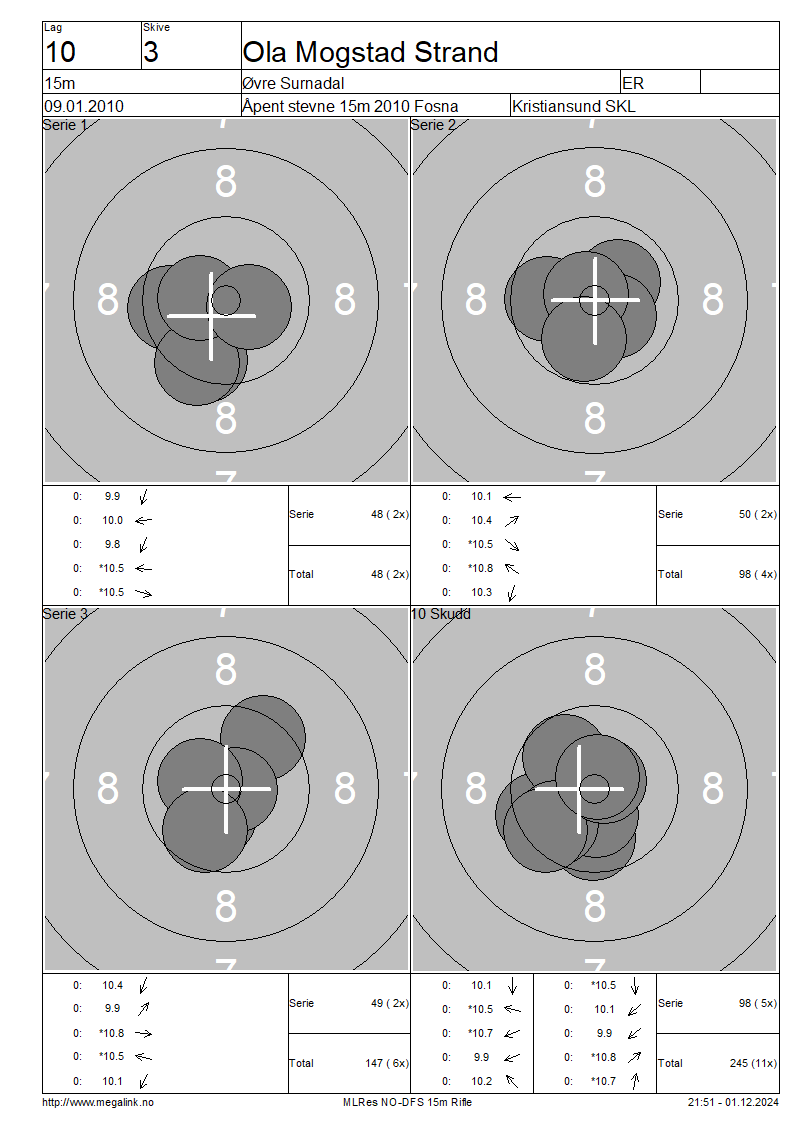 Lag
Skive
10
3
Ola Mogstad Strand
15m
Øvre Surnadal
ER
09.01.2010
Åpent stevne 15m 2010 Fosna
Kristiansund SKL
Serie 1
7
8
7
8
8
8
7
Serie 2
7
8
8
8
7
8
7
0: 9.9
0: 10.0
0: 9.8
0: *10.5
0: *10.5
Serie 48 ( 2x)
Total 48 ( 2x)
0: 10.1
0: 10.4
0: *10.5
0: *10.8
0: 10.3
Serie 50 ( 2x)
Total 98 ( 4x)
Serie 3
7
8
7
8
8
8
7
10 Skudd
7
8
8
8
7
8
7
0: 10.4
0: 9.9
0: *10.8
0: *10.5
0: 10.1
Serie 49 ( 2x)
Total 147 ( 6x)
0: 10.1 0: *10.5
0: *10.5 0: 10.1
0: *10.7 0: 9.9
0: 9.9 0: *10.8
0: 10.2 0: *10.7
Serie 98 ( 5x)
Total 245 (11x)
http://www.megalink.no
MLRes NO-DFS 15m Rifle
21:51 - 01.12.2024